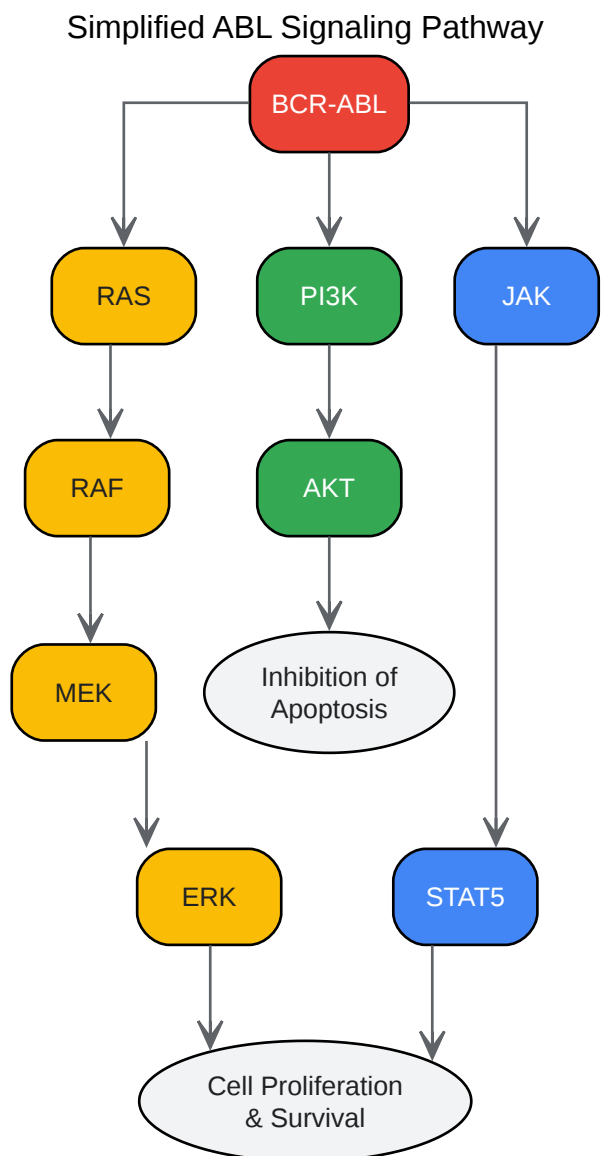 Simplified ABL Signaling Pathway
BCR-ABL
RAS
PI3K
JAK
RAF
AKT
MEK
Inhibition of
Apoptosis
ERK
STAT5
Cell Proliferation
& Survival